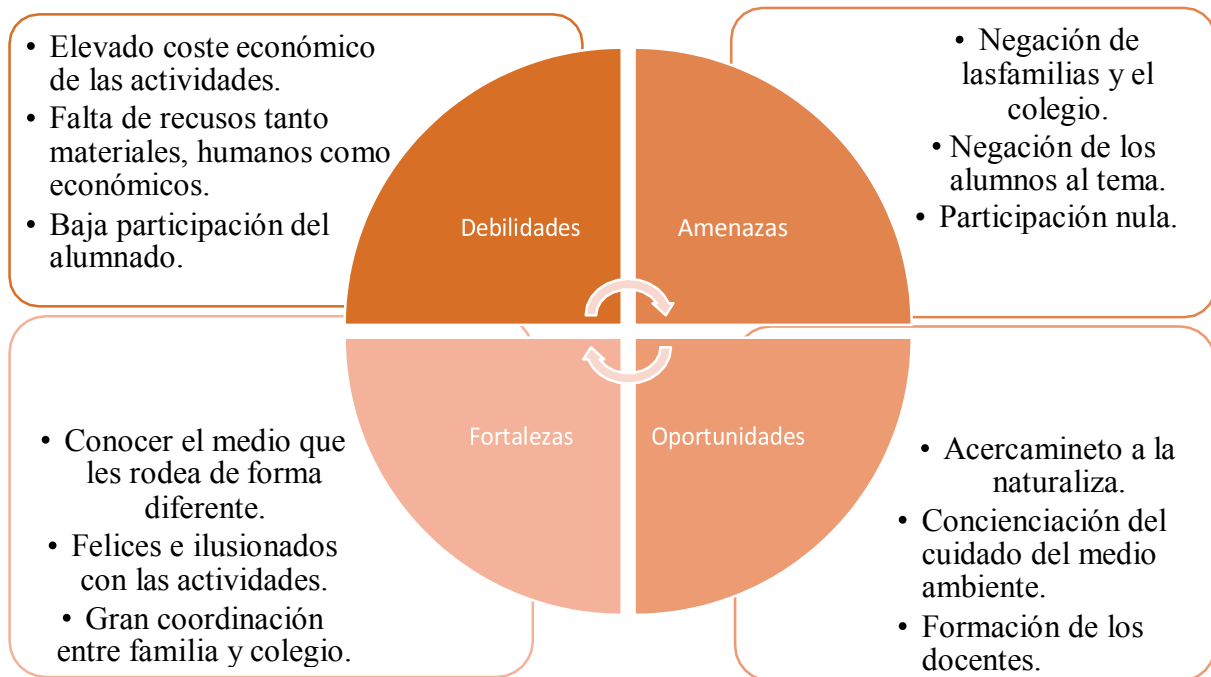 • Elevado coste económico
de las actividades.
• Falta de recusos tanto
materiales, humanos como
económicos.
• Baja participación del
alumnado.
Debilidades
Amenazas
• Negación de
lasfamilias y el
colegio.
• Negación de los
alumnos al tema.
• Participación nula.
• Conocer el medio que
les rodea de forma
diferente.
• Felices e ilusionados
con las actividades.
• Gran coordinación
entre familia y colegio.
Fortalezas
Oportunidades
• Acercamineto a la
naturaliza.
• Concienciación del
cuidado del medio
ambiente.
• Formación de los
docentes.